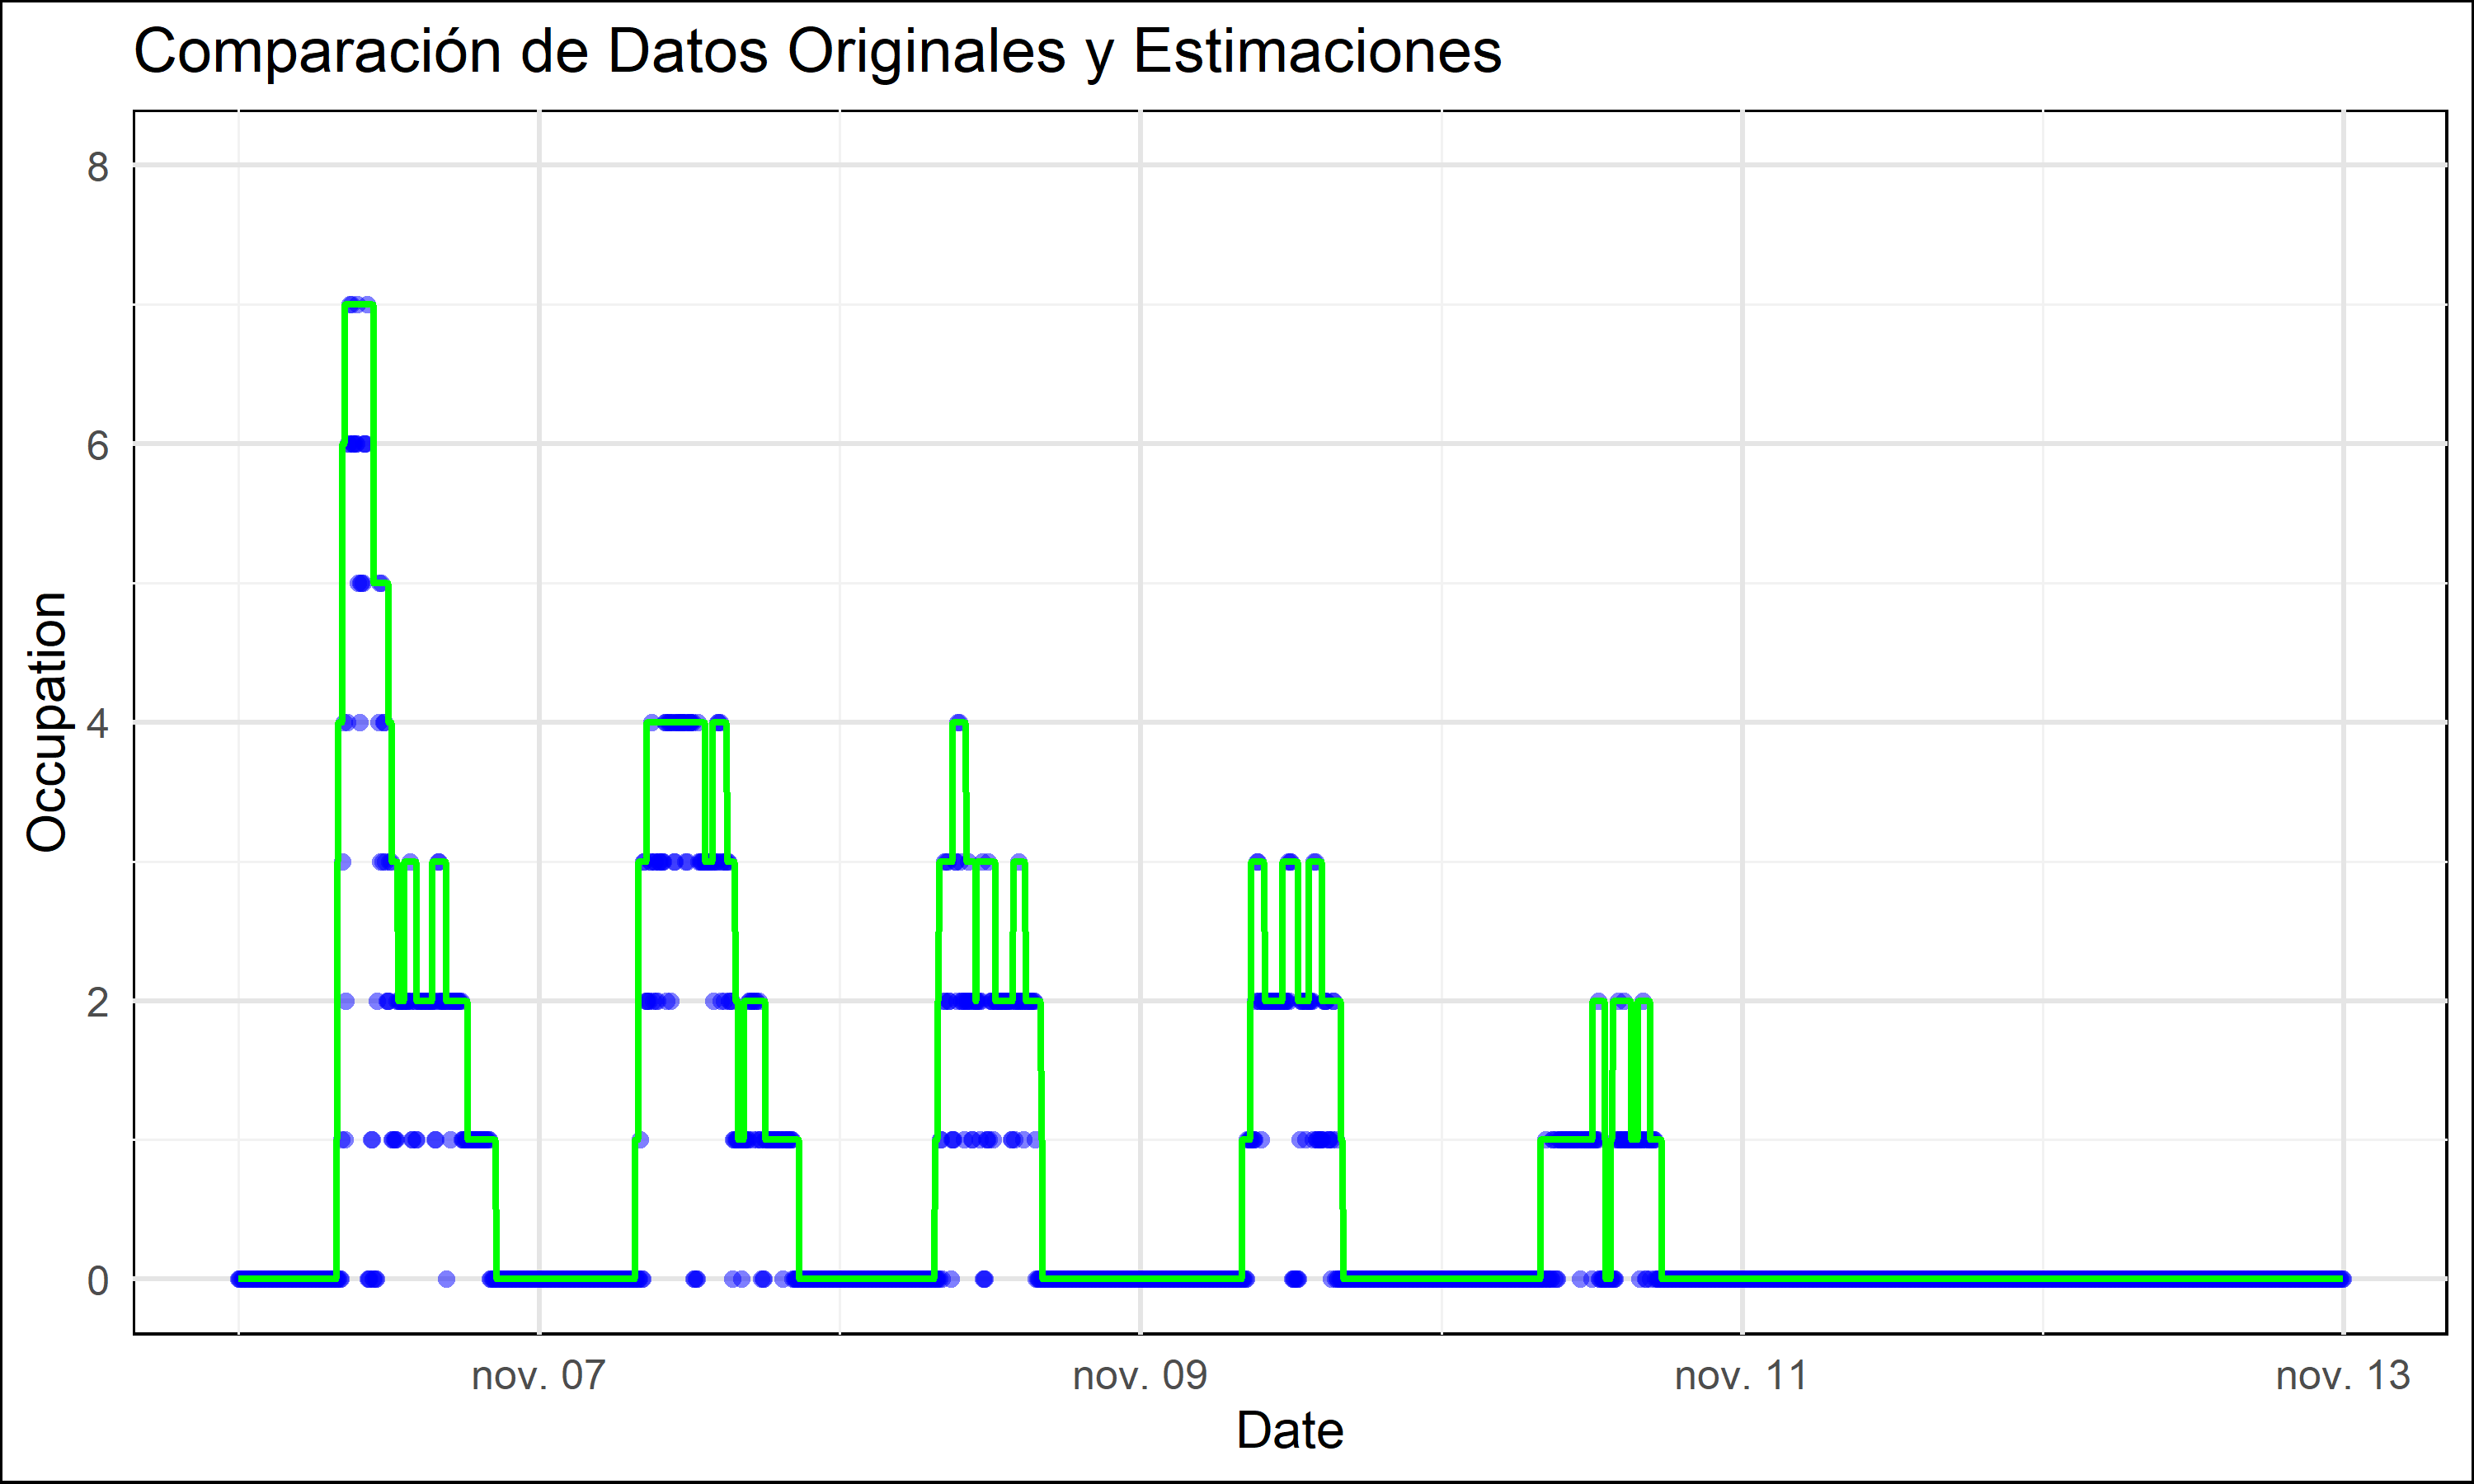 Comparación de Datos Originales y Estimaciones
8
6
4
2
0
Occupation
nov. 07
nov. 09
nov. 11
nov. 13
Date